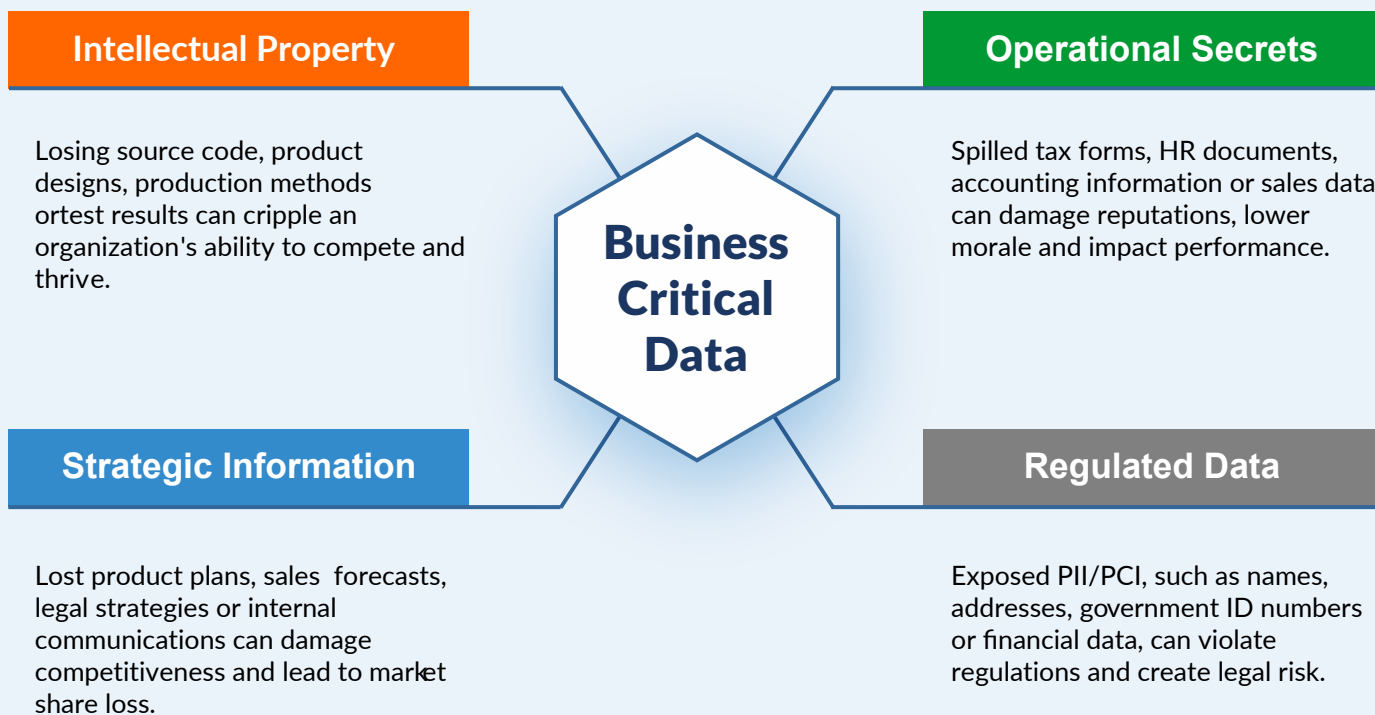 Intellectual Property
Losing source code, product
designs, production methods
ortest results can cripple an
organization's ability to compete and
thrive.
Operational Secrets
Spilled tax forms, HR documents,
accounting information or sales data
can damage reputations, lower
morale and impact performance.
Business
Critical
Data
Strategic Information
Lost product plans, sales forecasts,
legal strategies or internal
communications can damage
competitiveness and lead to market
share loss.
Regulated Data
Exposed PII/PCI, such as names,
addresses, government ID numbers
or financial data, can violate
regulations and create legal risk.